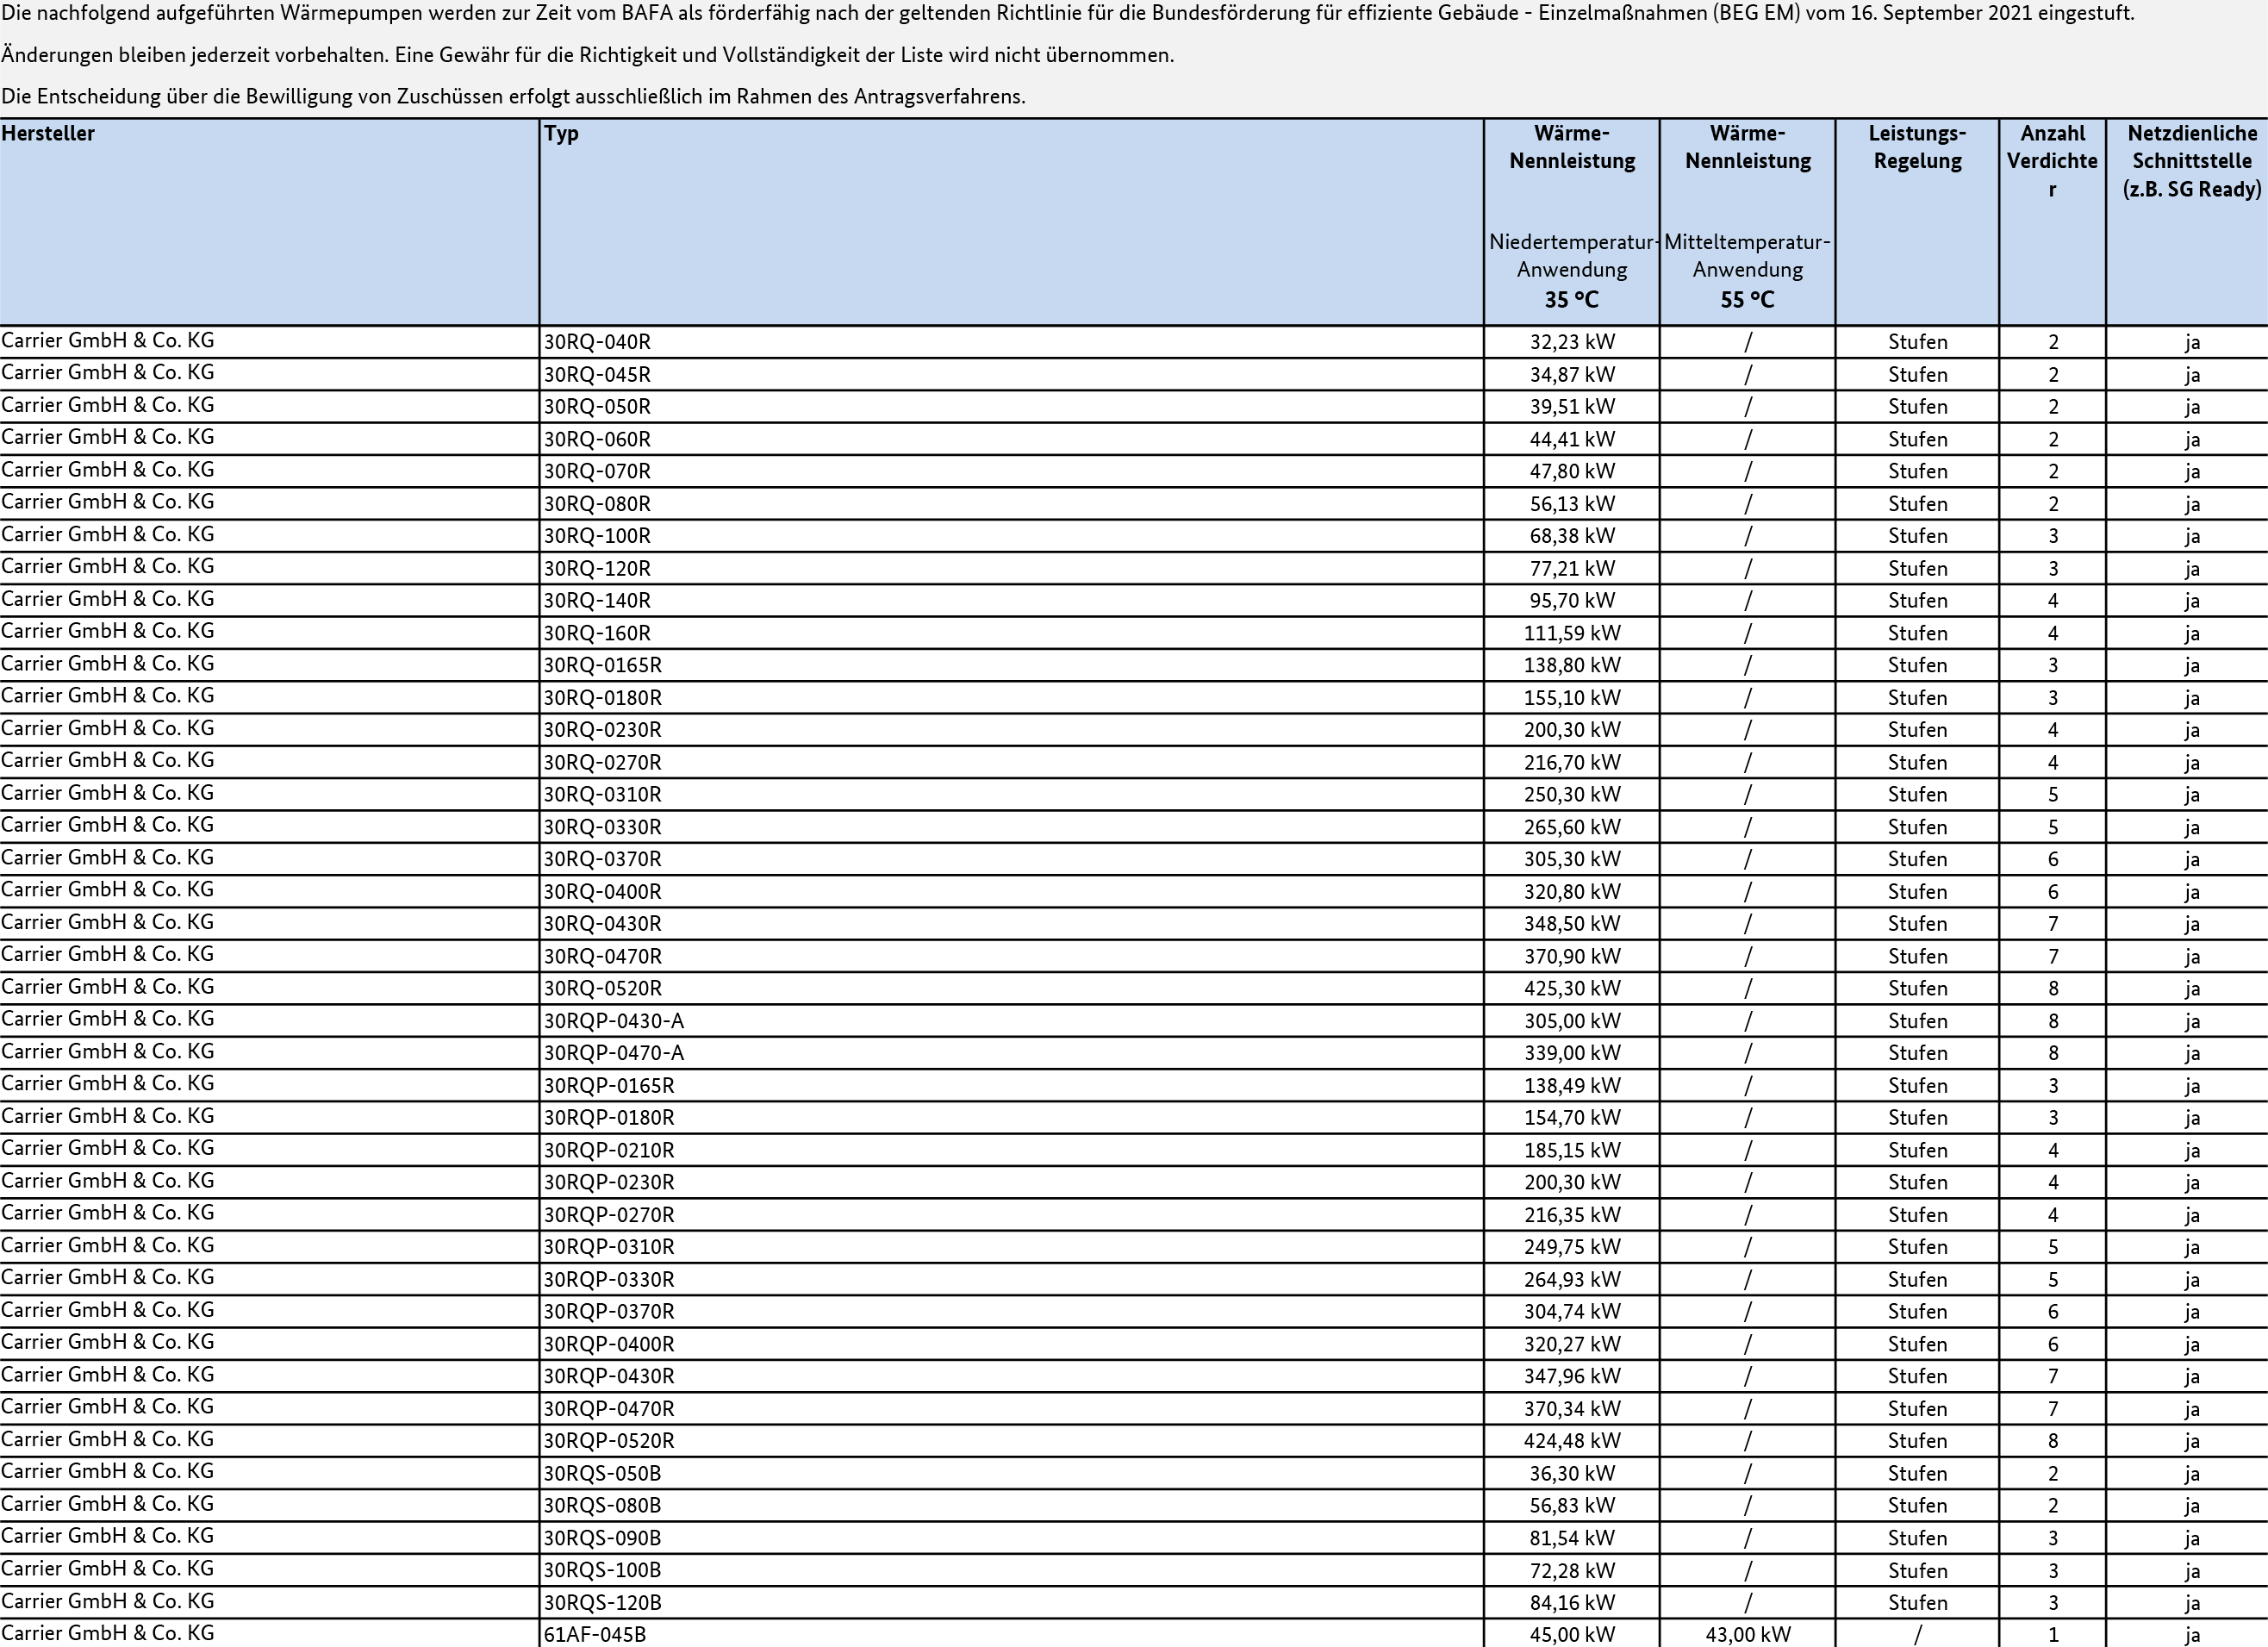 Die nachfolgend aufgeführten Wärmepumpen werden zur Zeit vom BAFA als förderfähig nach der geltenden Richtlinie für die Bundesförderung für effiziente Gebäude - Einzelmaßnahmen (BEG EM) vom 16. September 2021 eingestuft.
Änderungen bleiben jederzeit vorbehalten. Eine Gewähr für die Richtigkeit und Vollständigkeit der Liste wird nicht übernommen.
Die Entscheidung über die Bewilligung von Zuschüssen erfolgt ausschließlich im Rahmen des Antragsverfahrens.
Hersteller Typ Wärme- Wärme- Leistungs- Anzahl Netzdienliche
Nennleistung Nennleistung Regelung Verdichte Schnittstelle
r (z.B. SG Ready)
Niedertemperatur- Mitteltemperatur-
Anwendung Anwendung
35 °C 55 °C
Carrier GmbH & Co. KG 30RQ-040R 32,23 kW / Stufen 2 ja
Carrier GmbH & Co. KG 30RQ-045R 34,87 kW / Stufen 2 ja
Carrier GmbH & Co. KG 30RQ-050R 39,51 kW / Stufen 2 ja
Carrier GmbH & Co. KG 30RQ-060R 44,41 kW / Stufen 2 ja
Carrier GmbH & Co. KG 30RQ-070R 47,80 kW / Stufen 2 ja
Carrier GmbH & Co. KG 30RQ-080R 56,13 kW / Stufen 2 ja
Carrier GmbH & Co. KG 30RQ-100R 68,38 kW / Stufen 3 ja
Carrier GmbH & Co. KG 30RQ-120R 77,21 kW / Stufen 3 ja
Carrier GmbH & Co. KG 30RQ-140R 95,70 kW / Stufen 4 ja
Carrier GmbH & Co. KG 30RQ-160R 111,59 kW / Stufen 4 ja
Carrier GmbH & Co. KG 30RQ-0165R 138,80 kW / Stufen 3 ja
Carrier GmbH & Co. KG 30RQ-0180R 155,10 kW / Stufen 3 ja
Carrier GmbH & Co. KG 30RQ-0230R 200,30 kW / Stufen 4 ja
Carrier GmbH & Co. KG 30RQ-0270R 216,70 kW / Stufen 4 ja
Carrier GmbH & Co. KG 30RQ-0310R 250,30 kW / Stufen 5 ja
Carrier GmbH & Co. KG 30RQ-0330R 265,60 kW / Stufen 5 ja
Carrier GmbH & Co. KG 30RQ-0370R 305,30 kW / Stufen 6 ja
Carrier GmbH & Co. KG 30RQ-0400R 320,80 kW / Stufen 6 ja
Carrier GmbH & Co. KG 30RQ-0430R 348,50 kW / Stufen 7 ja
Carrier GmbH & Co. KG 30RQ-0470R 370,90 kW / Stufen 7 ja
Carrier GmbH & Co. KG 30RQ-0520R 425,30 kW / Stufen 8 ja
Carrier GmbH & Co. KG 30RQP-0430-A 305,00 kW / Stufen 8 ja
Carrier GmbH & Co. KG 30RQP-0470-A 339,00 kW / Stufen 8 ja
Carrier GmbH & Co. KG 30RQP-0165R 138,49 kW / Stufen 3 ja
Carrier GmbH & Co. KG 30RQP-0180R 154,70 kW / Stufen 3 ja
Carrier GmbH & Co. KG 30RQP-0210R 185,15 kW / Stufen 4 ja
Carrier GmbH & Co. KG 30RQP-0230R 200,30 kW / Stufen 4 ja
Carrier GmbH & Co. KG 30RQP-0270R 216,35 kW / Stufen 4 ja
Carrier GmbH & Co. KG 30RQP-0310R 249,75 kW / Stufen 5 ja
Carrier GmbH & Co. KG 30RQP-0330R 264,93 kW / Stufen 5 ja
Carrier GmbH & Co. KG 30RQP-0370R 304,74 kW / Stufen 6 ja
Carrier GmbH & Co. KG 30RQP-0400R 320,27 kW / Stufen 6 ja
Carrier GmbH & Co. KG 30RQP-0430R 347,96 kW / Stufen 7 ja
Carrier GmbH & Co. KG 30RQP-0470R 370,34 kW / Stufen 7 ja
Carrier GmbH & Co. KG 30RQP-0520R 424,48 kW / Stufen 8 ja
Carrier GmbH & Co. KG 30RQS-050B 36,30 kW / Stufen 2 ja
Carrier GmbH & Co. KG 30RQS-080B 56,83 kW / Stufen 2 ja
Carrier GmbH & Co. KG 30RQS-090B 81,54 kW / Stufen 3 ja
Carrier GmbH & Co. KG 30RQS-100B 72,28 kW / Stufen 3 ja
Carrier GmbH & Co. KG 30RQS-120B 84,16 kW / Stufen 3 ja
Carrier GmbH & Co. KG 61AF-045B 45,00 kW 43,00 kW / 1 ja